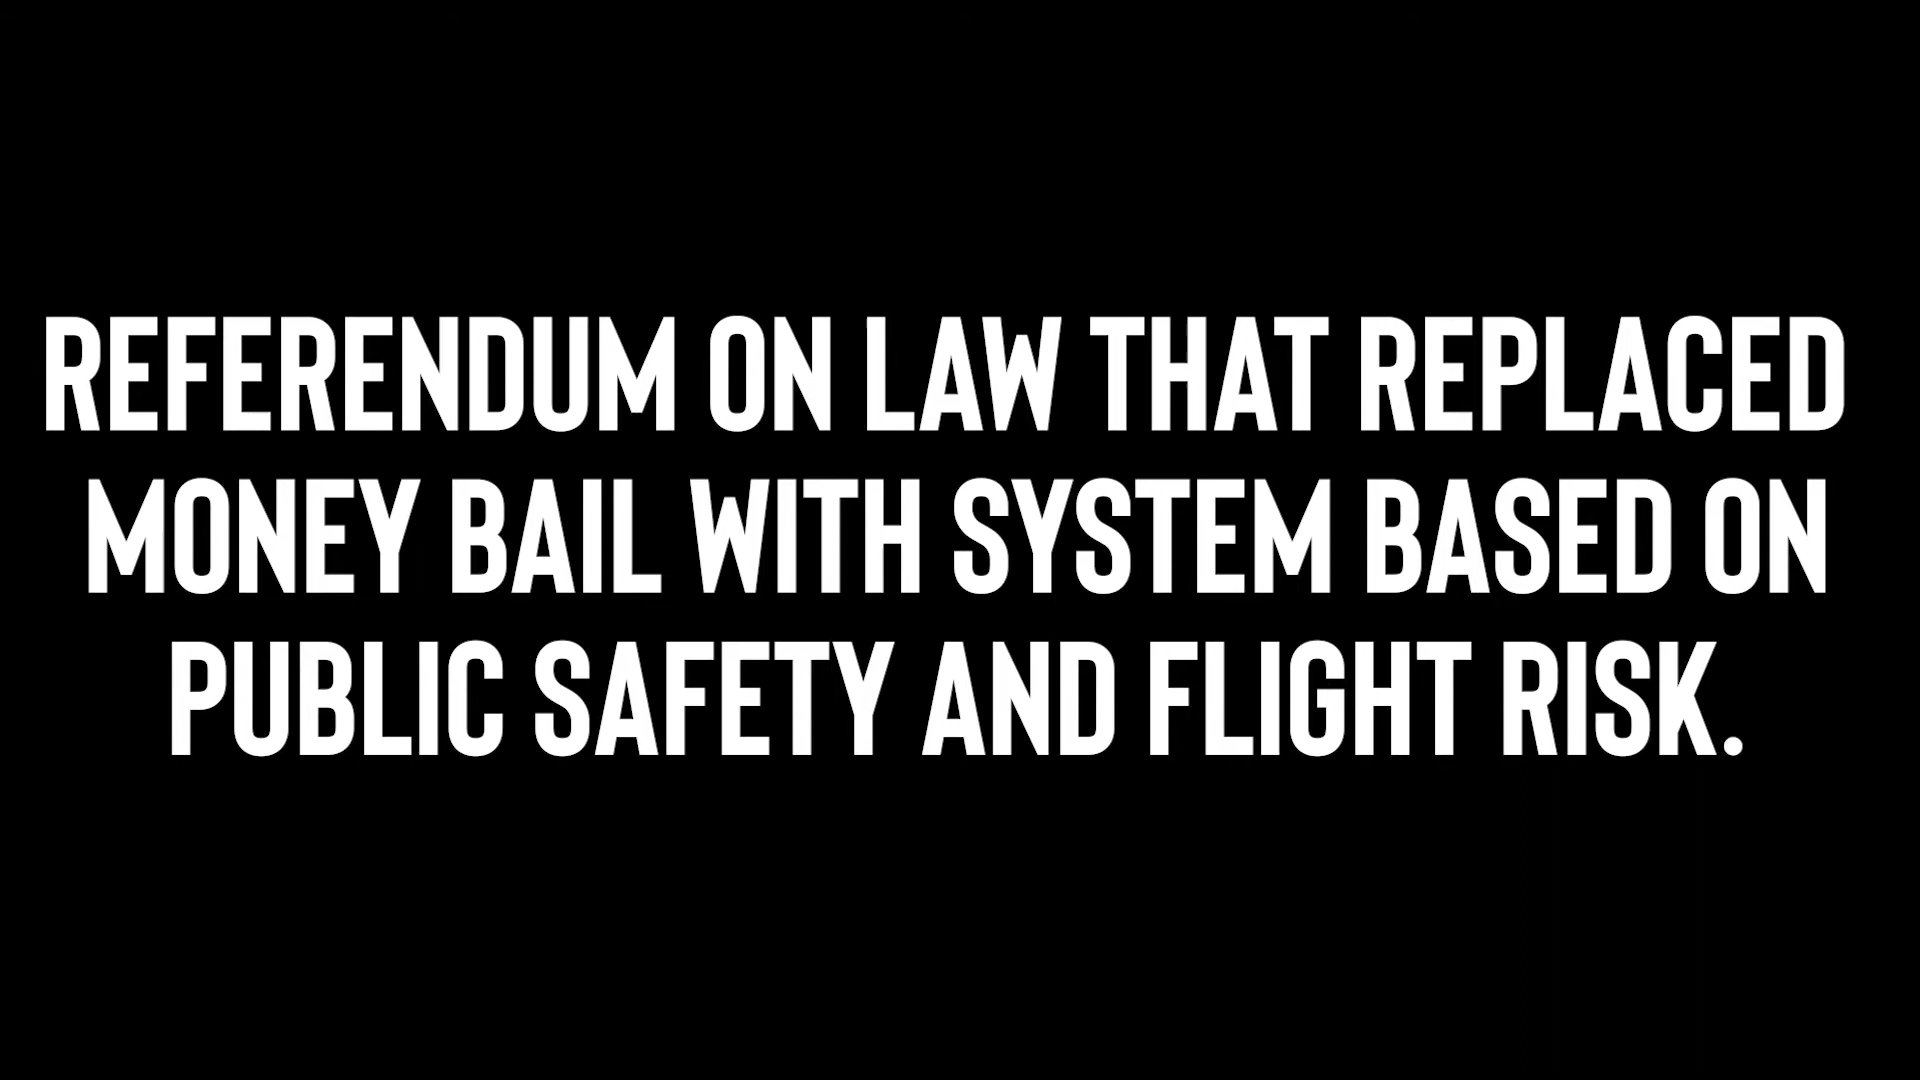 REFERENDUM ON LAW THAT REPLACED
MONEY BAIL WITH SYSTEM BASED ON
PUBLIC SAFETY AND FLIGHT RISK.